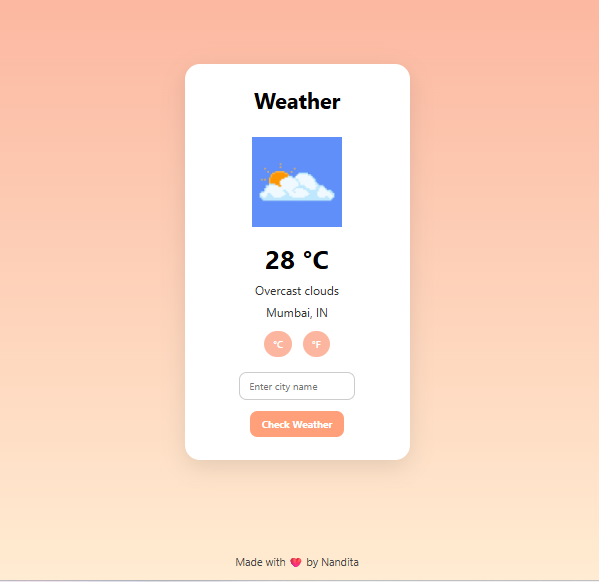 Weather
28 °C
Overcast clouds
Mumbai, IN
°C °F
Enter city name
Check Weather
Made with ❤️ by Nandita